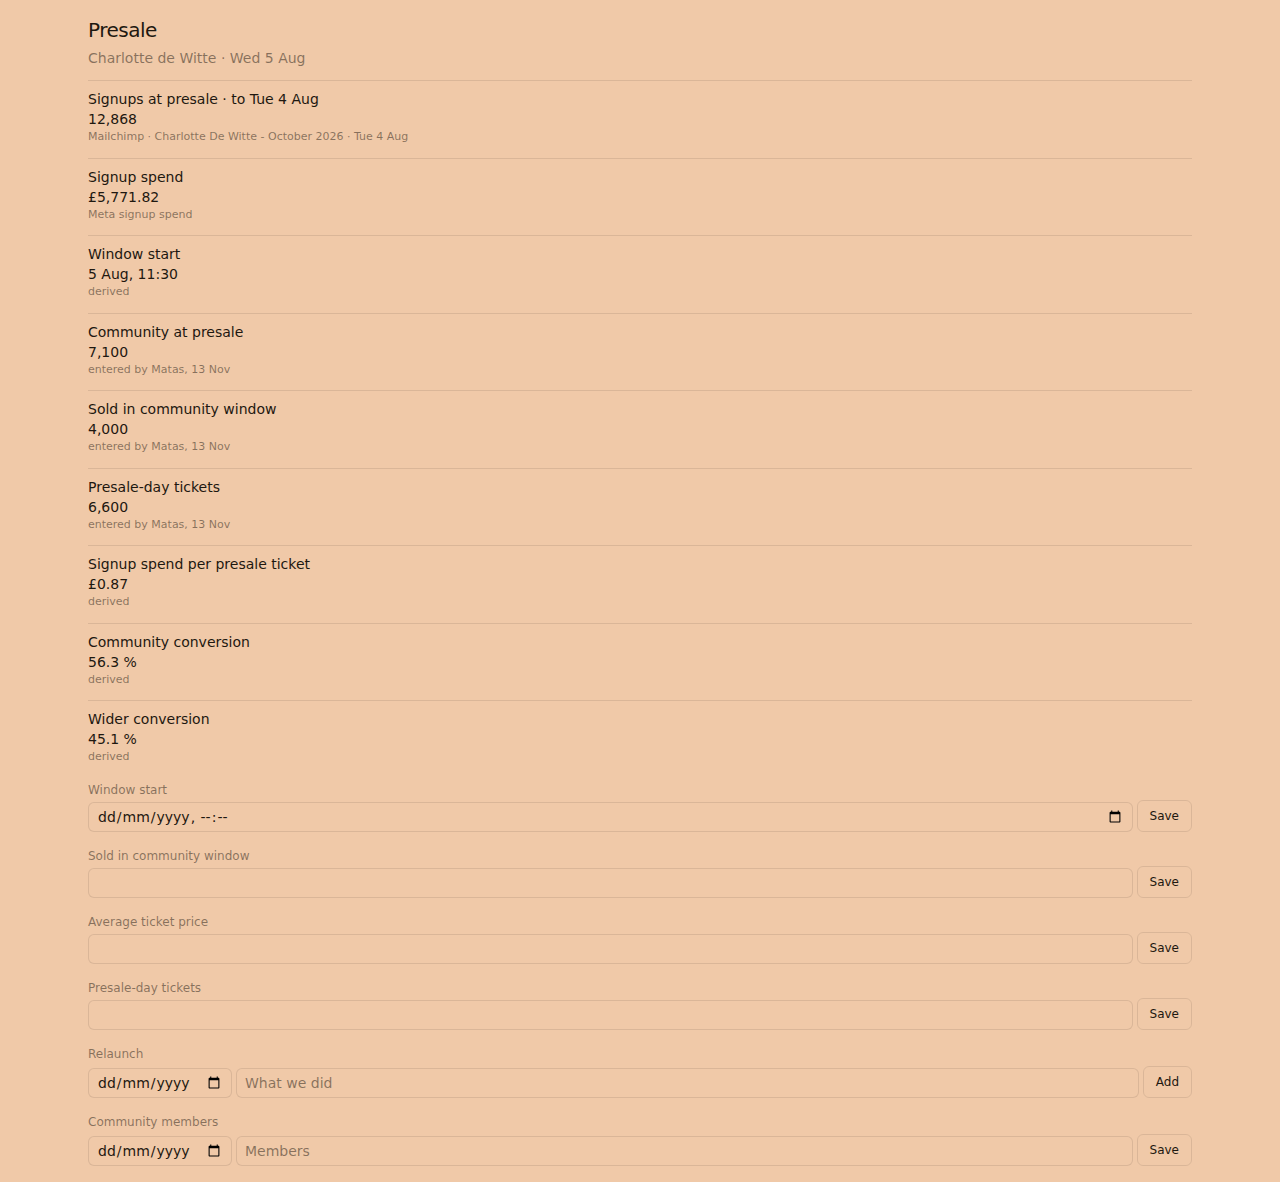 Presale
Charlotte de Witte · Wed 5 Aug
Signups at presale · to Tue 4 Aug
12,868
Mailchimp · Charlotte De Witte - October 2026 · Tue 4 Aug
Signup spend
£5,771.82
Meta signup spend
Window start
5 Aug, 11:30
derived
Community at presale
7,100
entered by Matas, 13 Nov
Sold in community window
4,000
entered by Matas, 13 Nov
Presale-day tickets
6,600
entered by Matas, 13 Nov
Signup spend per presale ticket
£0.87
derived
Community conversion
56.3 %
derived
Wider conversion
45.1 %
derived
Window start
dd/mm/yyyy, --:-- Save
Sold in community window
Save
Average ticket price
Save
Presale-day tickets
Save
Relaunch
dd/mm/yyyy What we did Add
Community members
dd/mm/yyyy Members Save